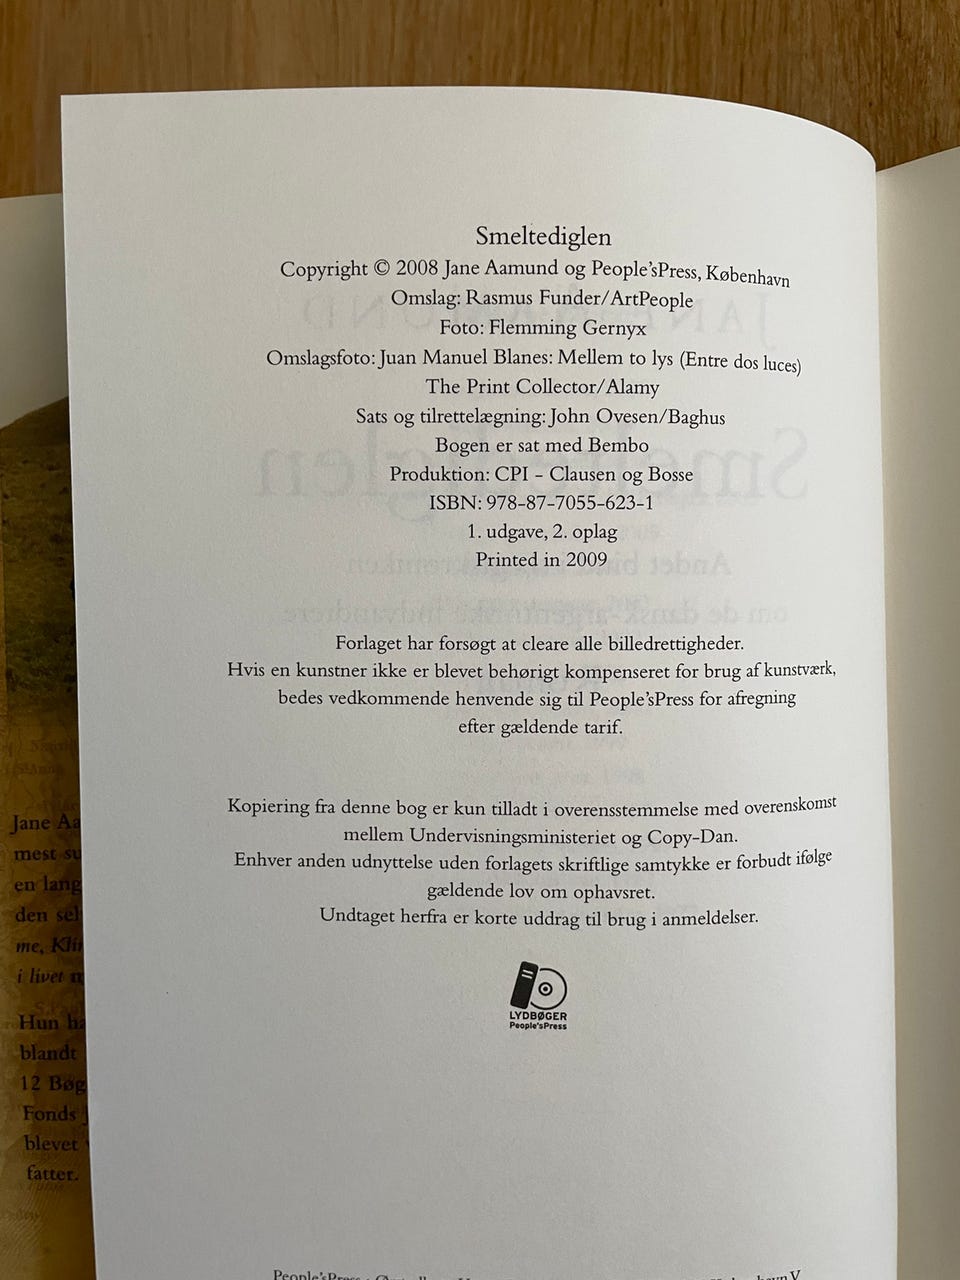 Smeltediglen
Copyright © 2008 Jane Aamund og People'sPress, København
Omslag: Rasmus Funder/ArtPeople
Foto: Flemming Gernyx
Omslagsfoto: Juan Manuel Blanes: Mellem to lys (Entre dos luces)
The Print Collector/Alamy
Sats og tilrettelægning: John Ovesen/Baghus
Bogen er sat med Bembo
Produktion: CPI - Clausen og Bosse
ISBN: 978-87-7055-623-1
1. udgave, 2. oplag
Printed in 2009
Forlaget har forsøgt at cleare alle billedrettigheder.
Hvis en kunstner ikke er blevet behørigt kompenseret for brug af kunstværk,
bedes vedkommende henvende sig til People'sPress for afregning
efter gældende tarif.
Kopiering fra denne bog er kun tilladt i overensstemmelse med overenskomst
mellem Undervisningsministeriet og Copy-Dan.
Enhver anden udnyttelse uden forlagets skriftlige samtykke er forbudt ifølge
gældende lov om ophavsret.
Undtaget herfra er korte uddrag til brug i anmeldelser.
LYDBØGER
People'sPress
Jane Aa
mest su
en lang
den sel
me, Klin
i livet
Hun ha
blandt
12 Bøg
Fonds
blevet
fatter.